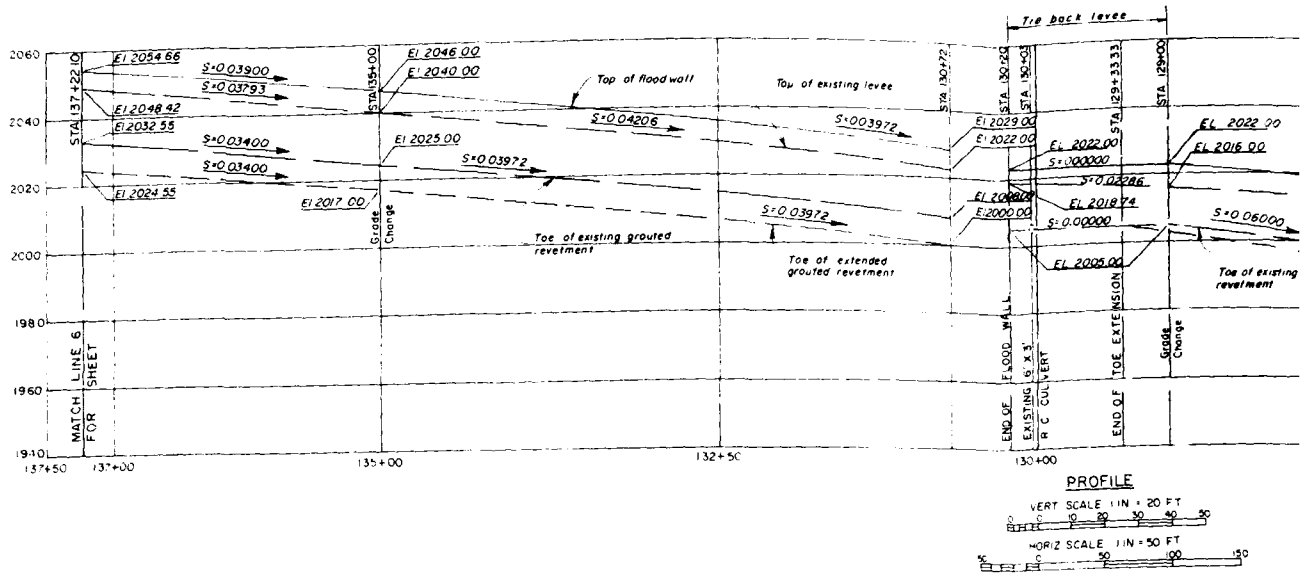 Tie back levee
2060
2040
2020
2000
1980
1960
1940
STA 137+22.10
El 2054.66
El 2048.42
El 2032.55
El 2024.55
S=0.03900
S=0.03793
S=0.03400
S=0.03400
STA 135+00
El 2046.00
El 2040.00
El 2025.00
El 2017.00
Grade
Change
Top of flood wall
Top of existing levee
S=0.04206
S=003972
S=0.03972
S=0.03972
Toe of existing grouted
revetment
Toe of extended
grouted revetment
STA 130+72
El 2029.00
El 2022.00
El 2008.00
El 2000.00
STA 130+20
STA 130+03
STA 129+33.33
STA 129+00
EL 2022.00
S=000000
EL 2022.00
EL 2016.00
S=0.02286
EL 2018.74
S=0.00000
S=0.06000
EL 2005.00
Toe of existing
revetment
MATCH LINE 6
FOR SHEET
END OF FLOOD WALL
EXISTING 6' X 3'
R C CULVERT
END OF TOE EXTENSION
Grade
Change
137+50
137+00
135+00
132+50
130+00
PROFILE
VERT SCALE 1 IN = 20 FT
10 0 10 20 30 40 50
HORIZ SCALE 1 IN = 50 FT
50 0 50 100 150